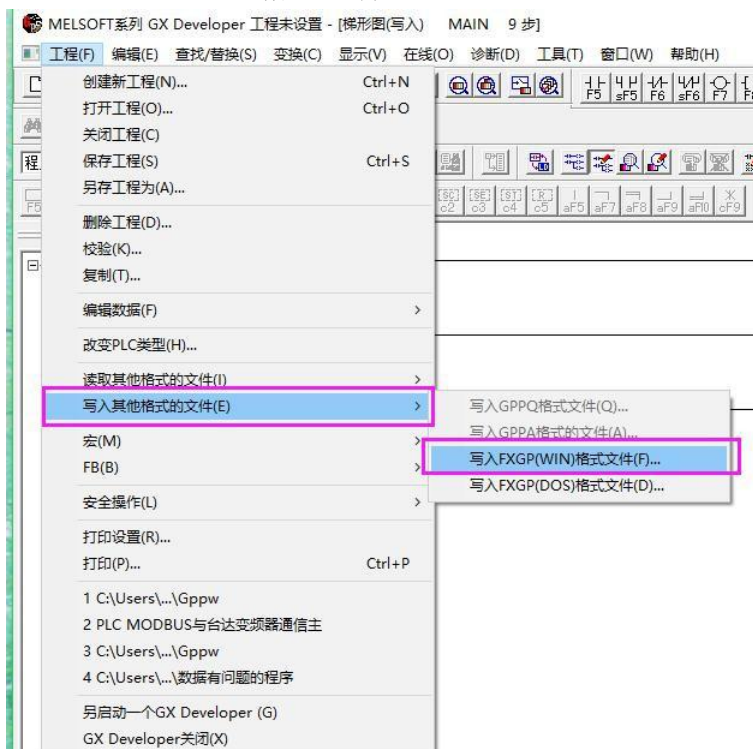 MELSOFT系列 GX Developer 工程未设置 - [梯形图(写入) MAIN 9 步]
工程(F) 编辑(E) 查找/替换(S) 变换(C) 显示(V) 在线(O) 诊断(D) 工具(T) 窗口(W) 帮助(H)
创建新工程(N)... Ctrl+N
F5 sF5 F6 sF6 F7
打开工程(O)... Ctrl+O
关闭工程(C)
程
保存工程(S) Ctrl+S
另存工程为(A)...
F5
c2 c3 c4 c5 aF5 aF7 aF8 aF9 aF10 cF9
删除工程(D)...
校验(K)...
复制(T)...
编辑数据(F) >
改变PLC类型(H)...
读取其他格式的文件(I) >
写入其他格式的文件(E) >
写入GPPQ格式文件(Q)...
写入GPPA格式的文件(A)...
写入FXGP(WIN)格式文件(F)...
写入FXGP(DOS)格式文件(D)...
宏(M) >
FB(B) >
安全操作(L) >
打印设置(R)...
打印(P)... Ctrl+P
1 C:\Users\...\Gppw
2 PLC MODBUS与台达变频器通信主
3 C:\Users\...\Gppw
4 C:\Users\...\数据有问题的程序
另启动一个GX Developer (G)
GX Developer关闭(X)